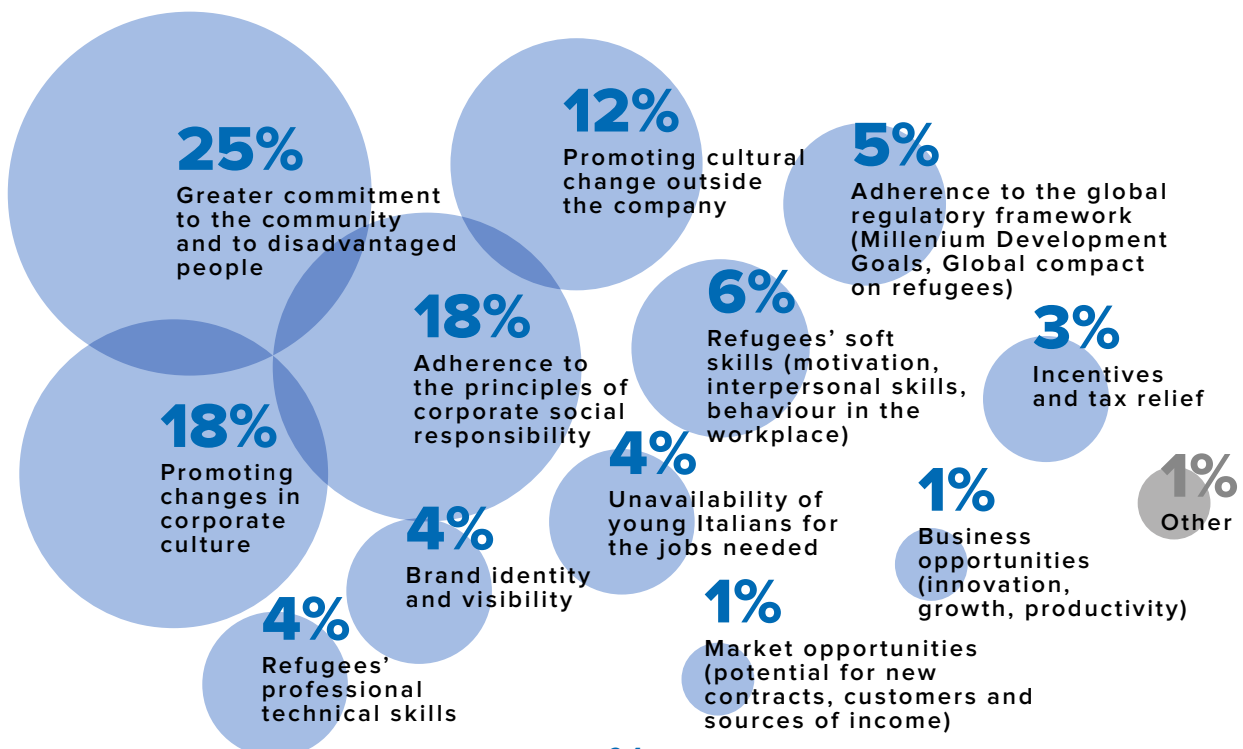 25%
Greater commitment
to the community
and to disadvantaged
people
12%
Promoting cultural
change outside
the company
5%
Adherence to the global
regulatory framework
(Millenium Development
Goals, Global compact
on refugees)
18%
Adherence to
the principles of
corporate social
responsibility
6%
Refugees’ soft
skills (motivation,
interpersonal skills,
behaviour in the
workplace)
3%
Incentives
and tax relief
18%
Promoting
changes in
corporate
culture
4%
Brand identity
and visibility
4%
Unavailability of
young Italians for
the jobs needed
1%
Business
opportunities
(innovation,
growth, productivity)
1%
Other
4%
Refugees’
professional
technical skills
1%
Market opportunities
(potential for new
contracts, customers and
sources of income)